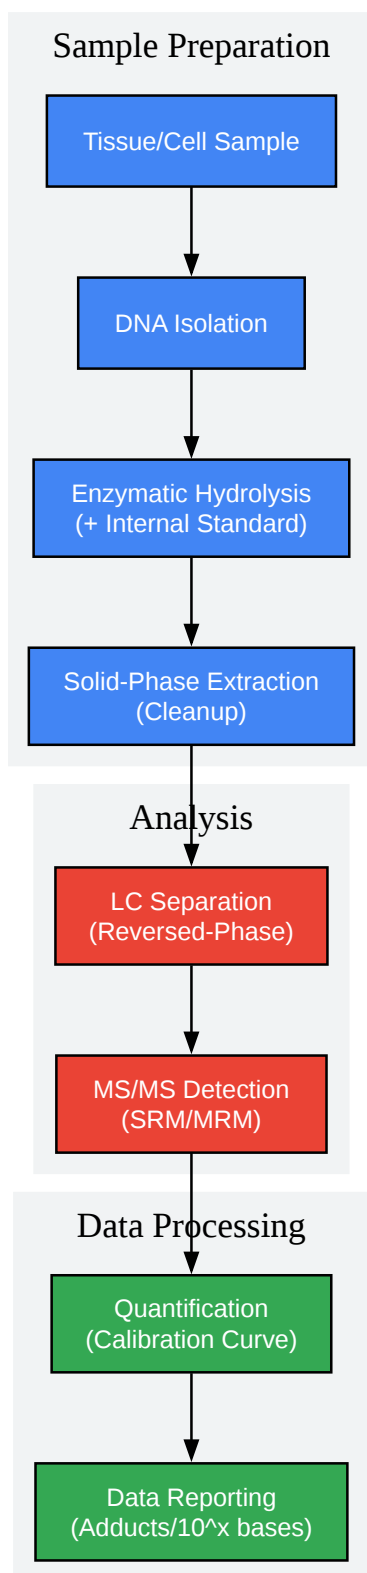 Sample Preparation
Tissue/Cell Sample
DNA Isolation
Enzymatic Hydrolysis
(+ Internal Standard)
Solid-Phase Extraction
(Cleanup)
Analysis
LC Separation
(Reversed-Phase)
MS/MS Detection
(SRM/MRM)
Data Processing
Quantification
(Calibration Curve)
Data Reporting
(Adducts/10^x bases)